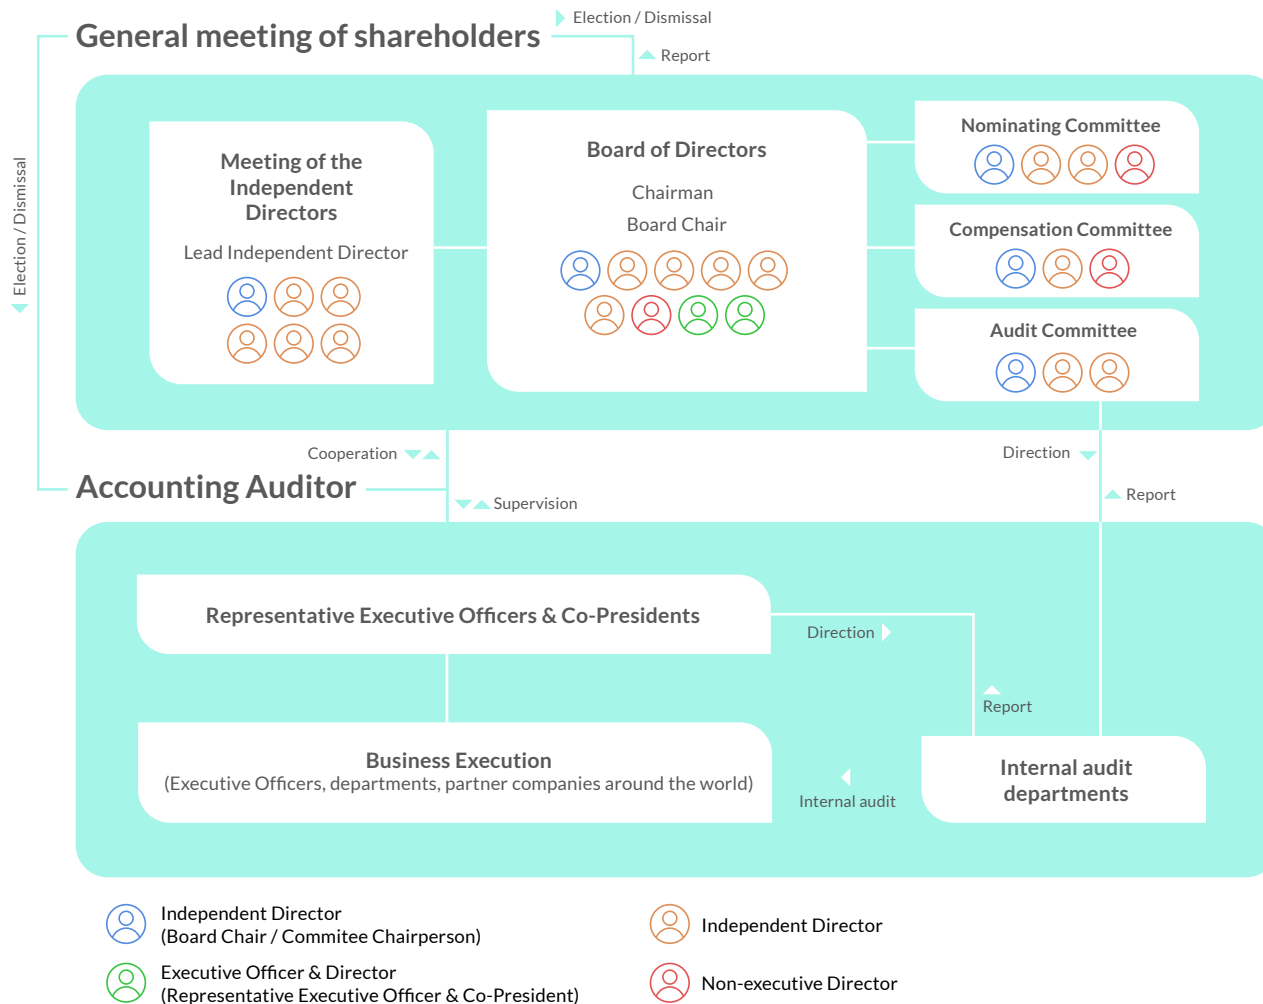 Election / Dismissal
General meeting of shareholders
Report
Election / Dismissal
Meeting of the
Independent
Directors
Lead Independent Director
Board of Directors
Chairman
Board Chair
Nominating Committee
Compensation Committee
Audit Committee
Cooperation
Direction
Accounting Auditor
Supervision
Report
Representative Executive Officers & Co-Presidents
Direction
Report
Business Execution
(Executive Officers, departments, partner companies around the world)
Internal audit
Internal audit
departments
Independent Director
(Board Chair / Commitee Chairperson)
Independent Director
Executive Officer & Director
(Representative Executive Officer & Co-President)
Non-executive Director